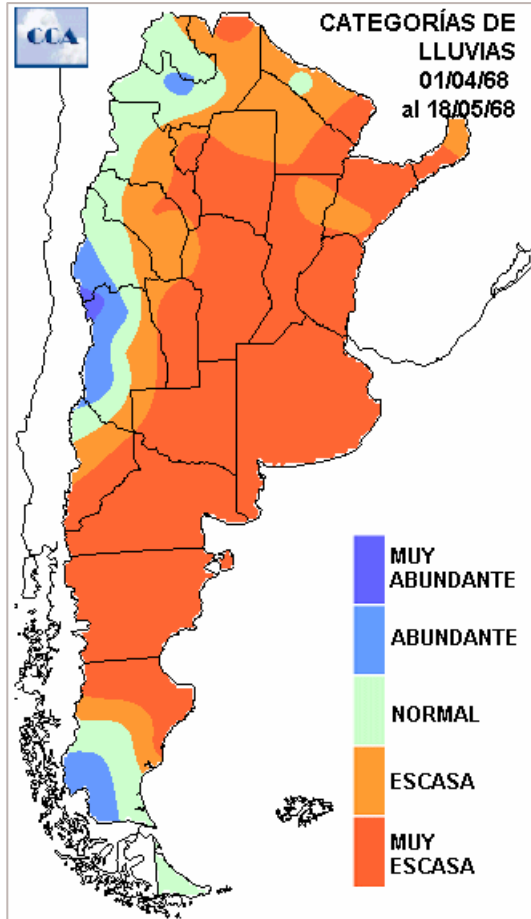 CCA
CATEGORÍAS DE
LLUVIAS
01/04/68
al 18/05/68
MUY
ABUNDANTE
ABUNDANTE
NORMAL
ESCASA
MUY
ESCASA